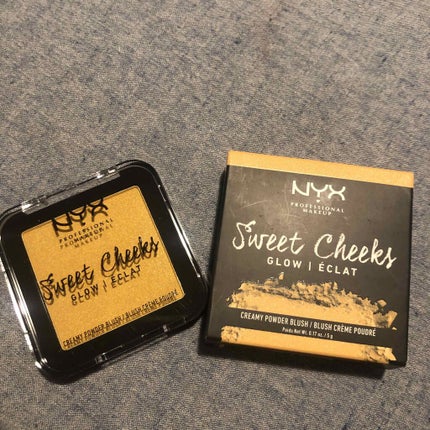 NYX
PROFESSIONAL
MAKEUP
Sweet Cheeks
GLOW | ÉCLAT
CREAMY POWDER BLUSH / BLUSH CRÈME POUDRE
NYX
PROFESSIONAL
MAKEUP
Sweet Cheeks
GLOW | ÉCLAT
CREAMY POWDER BLUSH / BLUSH CRÈME POUDRE
Poids Net Wt. 0.17 oz. / 5 g